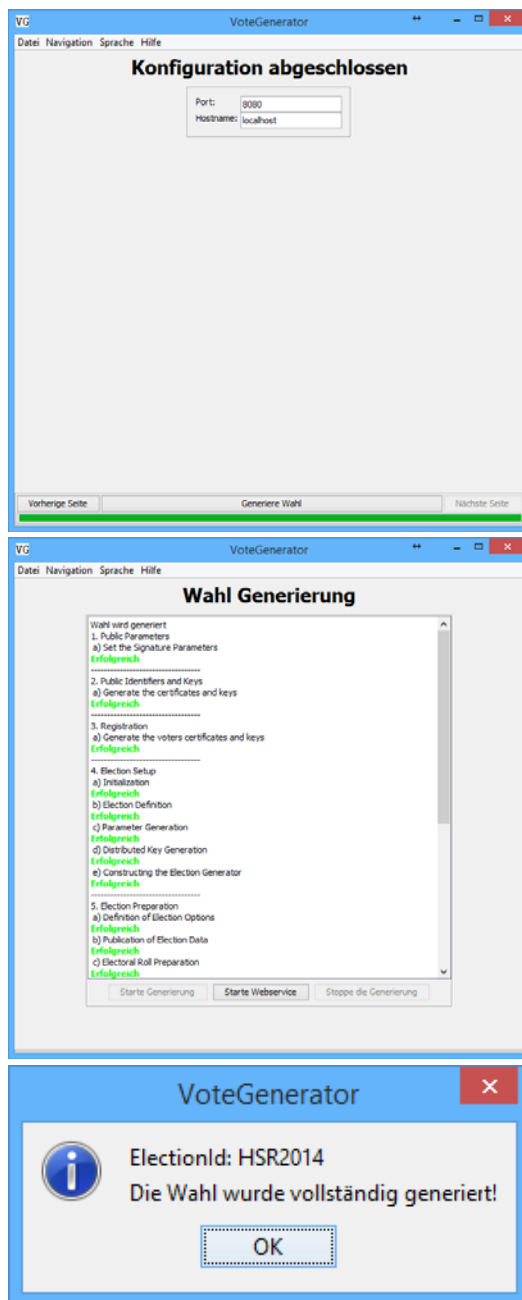 VG VoteGenerator
Datei Navigation Sprache Hilfe
Konfiguration abgeschlossen
Port: 8080
Hostname: localhost
Vorherige Seite Generiere Wahl Nächste Seite
VG VoteGenerator
Datei Navigation Sprache Hilfe
Wahl Generierung
Wahl wird generiert
1. Public Parameters
a) Set the Signature Parameters
Erfolgreich
----------------------------------
2. Public Identifiers and Keys
a) Generate the certificates and keys
Erfolgreich
----------------------------------
3. Registration
a) Generate the voters certificates and keys
Erfolgreich
----------------------------------
4. Election Setup
a) Initialization
Erfolgreich
b) Election Definition
Erfolgreich
c) Parameter Generation
Erfolgreich
d) Distributed Key Generation
Erfolgreich
e) Constructing the Election Generator
Erfolgreich
----------------------------------
5. Election Preparation
a) Definition of Election Options
Erfolgreich
b) Publication of Election Data
Erfolgreich
c) Electoral Roll Preparation
Erfolgreich
Starte Generierung Starte Webservice Stoppe die Generierung
VoteGenerator
ElectionId: HSR2014
Die Wahl wurde vollständig generiert!
OK